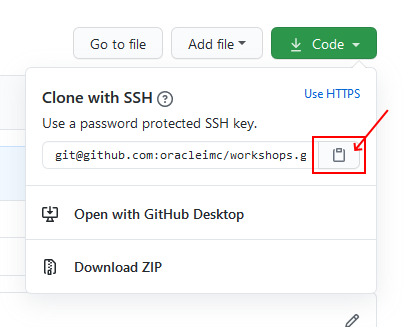 Go to file
Add file
Code
Clone with SSH ?
Use HTTPS
Use a password protected SSH key.
git@github.com:oracleimc/workshops.g
Open with GitHub Desktop
Download ZIP